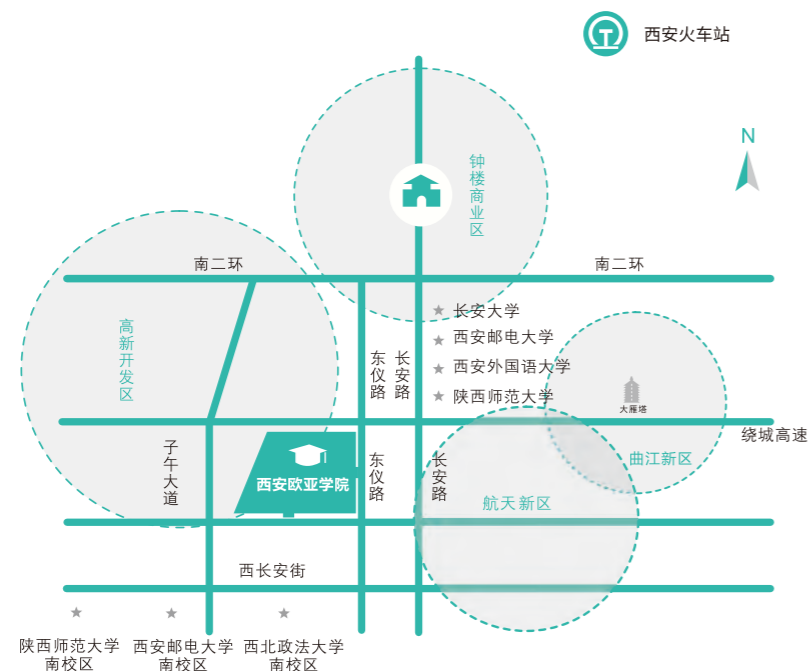 西安火车站
N
钟楼商业区
南二环
南二环
高新开发区
长安大学
西安邮电大学
西安外国语大学
陕西师范大学
东仪路
长安路
大雁塔
绕城高速
子午大道
西安欧亚学院
东仪路
长安路
曲江新区
航天新区
西长安街
陕西师范大学
南校区
西安邮电大学
南校区
西北政法大学
南校区